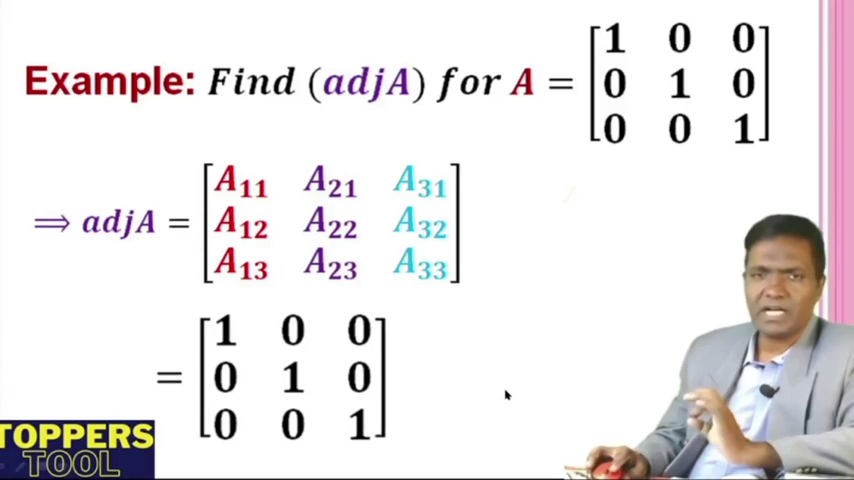 Example: Find (adjA) for A = [1 0 0
0 1 0
0 0 1]
⟹ adjA = [A₁₁ A₂₁ A₃₁
A₁₂ A₂₂ A₃₂
A₁₃ A₂₃ A₃₃]
= [1 0 0
0 1 0
0 0 1]
TOPPERS
TOOL